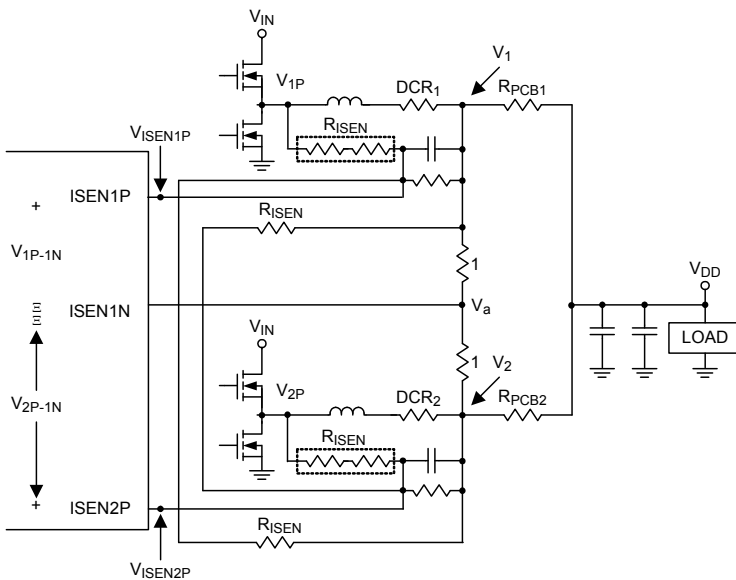 VIN
V1
V1P
DCR1
RPCB1
RISEN
VISEN1P
ISEN1P
+
RISEN
V1P-1N
1
VDD
ISEN1N
Va
VIN
LOAD
1
V2
V2P
DCR2
RPCB2
V2P-1N
RISEN
+
ISEN2P
RISEN
VISEN2P